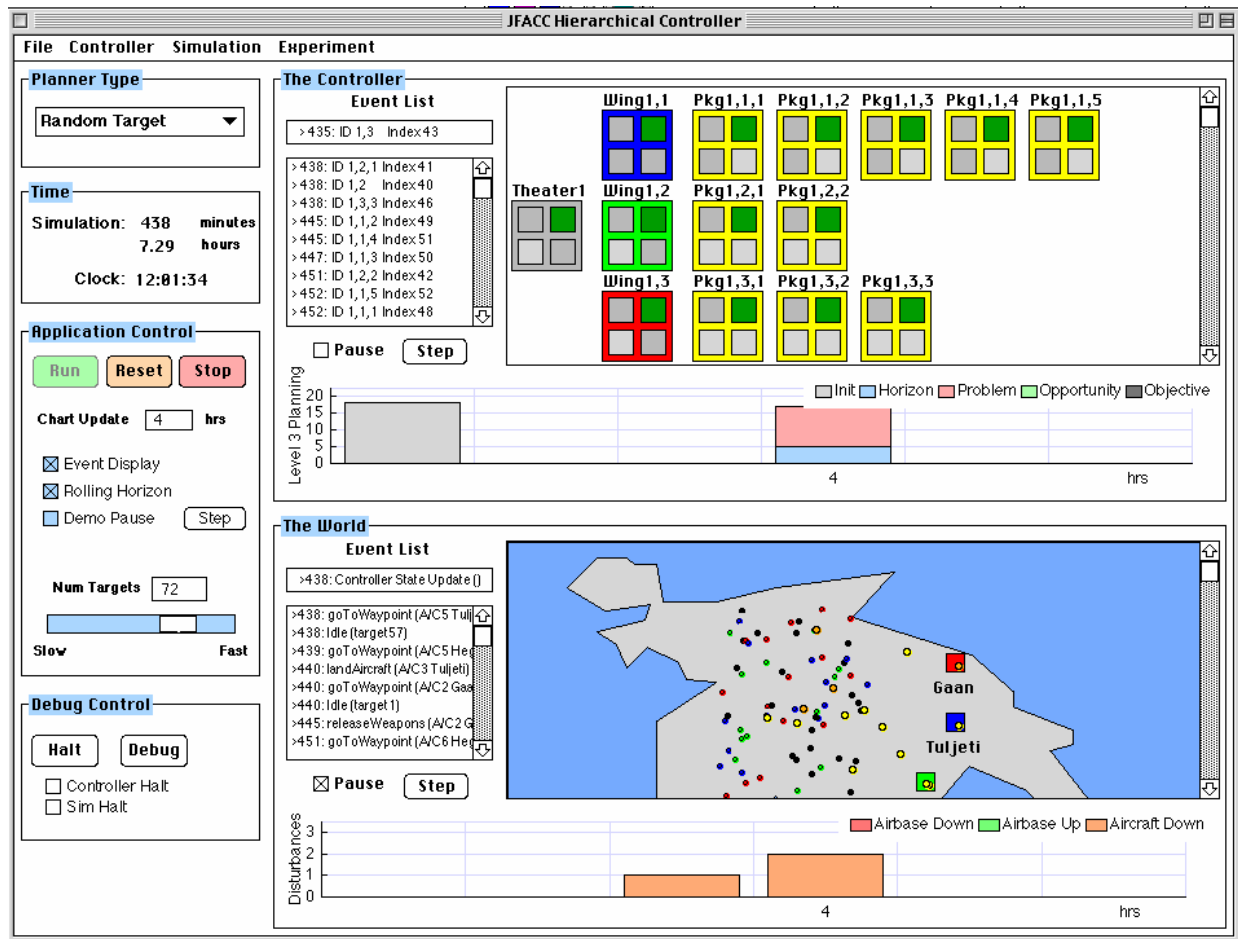 JFACC Hierarchical Controller
File Controller Simulation Experiment
Planner Type
Random Target
Time
Simulation: 438 minutes
7.29 hours
Clock: 12:01:34
Application Control
Run Reset Stop
Chart Update 4 hrs
Event Display
Rolling Horizon
Demo Pause Step
Num Targets 72
Slow Fast
Debug Control
Halt Debug
Controller Halt
Sim Halt
The Controller
Event List
>435: ID 1,3 Index43
>438: ID 1,2,1 Index41
>438: ID 1,2 Index40
>438: ID 1,3,3 Index46
>445: ID 1,1,2 Index49
>445: ID 1,1,4 Index51
>447: ID 1,1,3 Index50
>451: ID 1,2,2 Index42
>452: ID 1,1,5 Index52
>452: ID 1,1,1 Index48
Pause Step
Wing1,1 Pkg1,1,1 Pkg1,1,2 Pkg1,1,3 Pkg1,1,4 Pkg1,1,5
Theater1 Wing1,2 Pkg1,2,1 Pkg1,2,2
Wing1,3 Pkg1,3,1 Pkg1,3,2 Pkg1,3,3
Level 3 Planning
20
15
10
5
0
Init Horizon Problem Opportunity Objective
4 hrs
The World
Event List
>438: Controller State Update ()
>438: goToWaypoint (A/C5 Tulj
>438: Idle (target57)
>439: goToWaypoint (A/C5 Heg
>440: landAircraft (A/C3 Tuljeti)
>440: goToWaypoint (A/C2 Gaa
>440: Idle (target1)
>445: releaseWeapons (A/C2 G
>451: goToWaypoint (A/C6 Heg
Pause Step
Gaan
Tuljeti
Disturbances
3
2
1
0
Airbase Down Airbase Up Aircraft Down
4 hrs